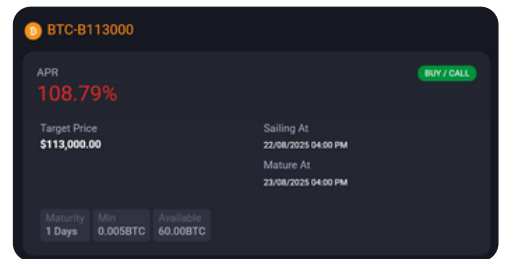 BTC-B113000
APR
BUY / CALL
108.79%
Target Price
Sailing At
$113,000.00
22/08/2025 04:00 PM
Mature At
23/08/2025 04:00 PM
Maturity
Min
Available
1 Days
0.005BTC
60.00BTC